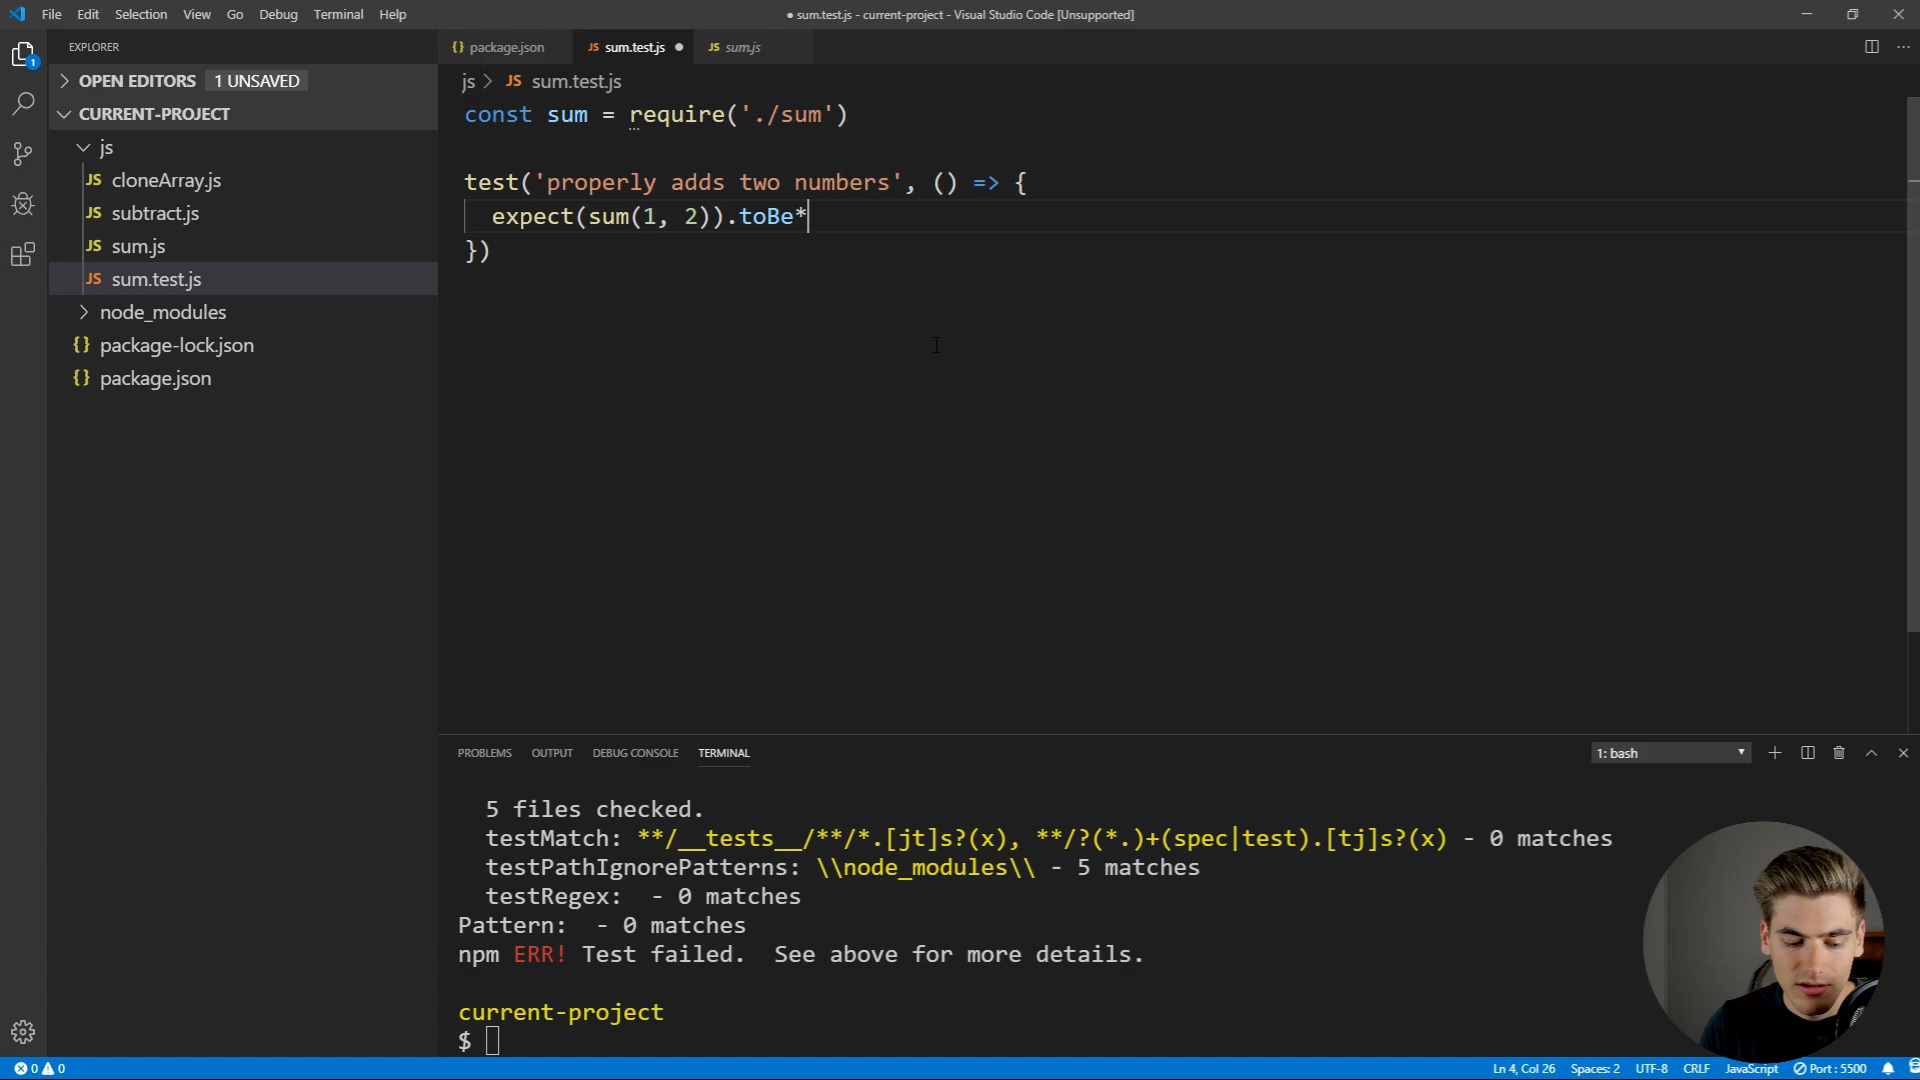 File Edit Selection View Go Debug Terminal Help
● sum.test.js - current-project - Visual Studio Code [Unsupported]
EXPLORER
OPEN EDITORS 1 UNSAVED
CURRENT-PROJECT
js
JS cloneArray.js
JS subtract.js
JS sum.js
JS sum.test.js
node_modules
{} package-lock.json
{} package.json
1
{} package.json
JS sum.test.js ●
JS sum.js
js > JS sum.test.js
const sum = require('./sum')
test('properly adds two numbers', () => {
expect(sum(1, 2)).toBe*
})
PROBLEMS OUTPUT DEBUG CONSOLE TERMINAL
1: bash
5 files checked.
testMatch: **/__tests__/**/*.[jt]s?(x), **/?(*.)+(spec|test).[tj]s?(x) - 0 matches
testPathIgnorePatterns: \\node_modules\\ - 5 matches
testRegex:  - 0 matches
Pattern:  - 0 matches
npm ERR! Test failed.  See above for more details.
current-project
$
0 0
Ln 4, Col 26 Spaces: 2 UTF-8 CRLF JavaScript Port : 5500